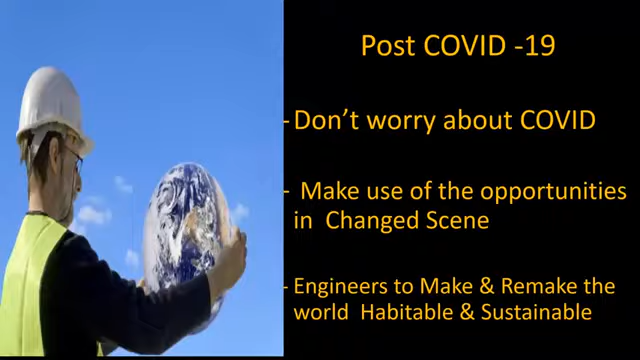 Post COVID -19
-Don't worry about COVID
- Make use of the opportunities
in Changed Scene
- Engineers to Make & Remake the
world Habitable & Sustainable